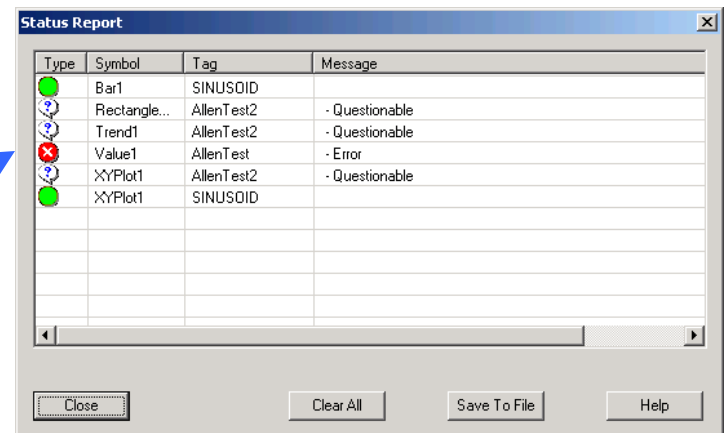 Status Report
Type Symbol Tag Message
Bar1 SINUSOID
Rectangle... AllenTest2 - Questionable
Trend1 AllenTest2 - Questionable
Value1 AllenTest - Error
XYPlot1 AllenTest2 - Questionable
XYPlot1 SINUSOID
Close Clear All Save To File Help